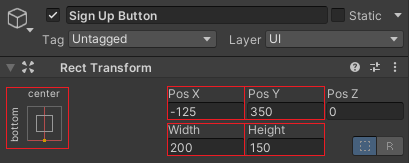 Sign Up Button
Static
Tag Untagged Layer UI
Rect Transform
center
bottom
Pos X Pos Y Pos Z
-125 350 0
Width Height
200 150
R